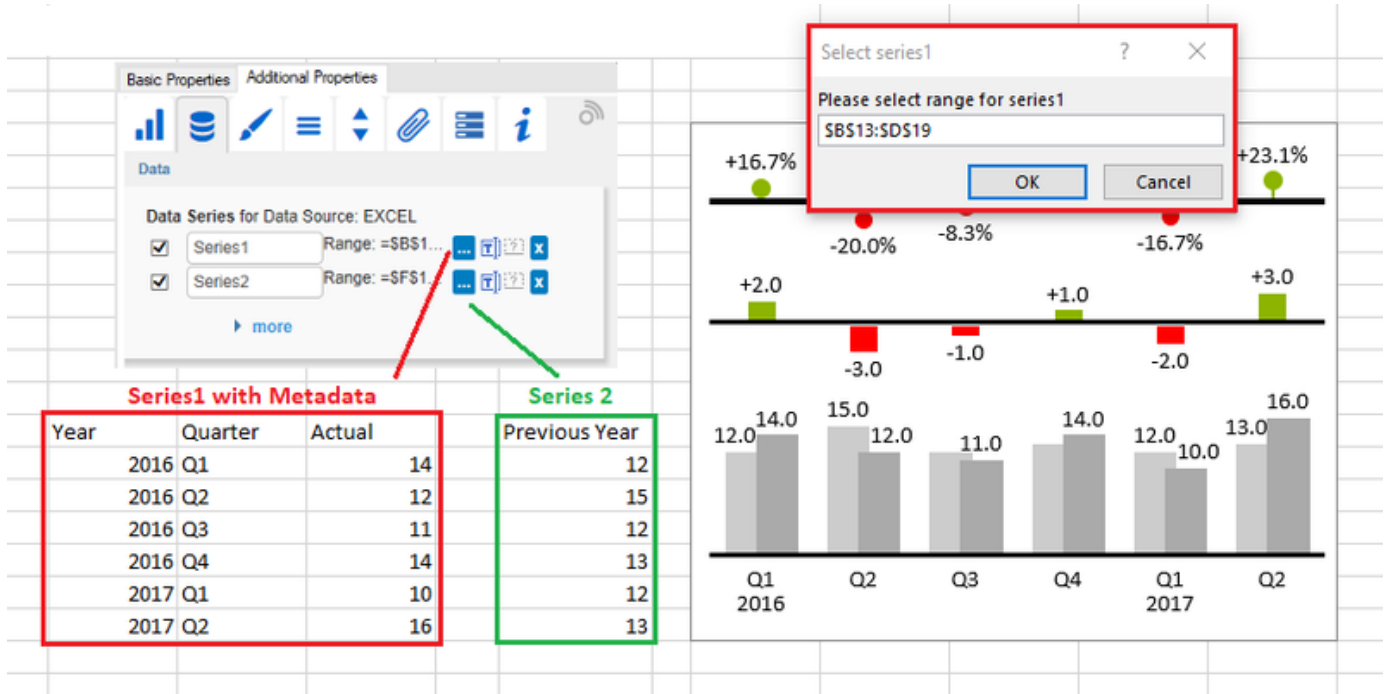 Basic Properties Additional Properties
Data
Data Series for Data Source: EXCEL
Series1 Range: =$B$1... ...
Series2 Range: =$F$1... ...
more
Series1 with Metadata
Year Quarter Actual
2016 Q1 14
2016 Q2 12
2016 Q3 11
2016 Q4 14
2017 Q1 10
2017 Q2 16
Series 2
Previous Year
12
15
12
13
12
13
Select series1 ?
Please select range for series1
$B$13:$D$19
OK Cancel
+16.7% -20.0% -8.3% -16.7% +23.1%
+2.0 -3.0 -1.0 +1.0 -2.0 +3.0
12.0 14.0 15.0 12.0 11.0 14.0 12.0 10.0 13.0 16.0
Q1 Q2 Q3 Q4 Q1 Q2
2016 2017